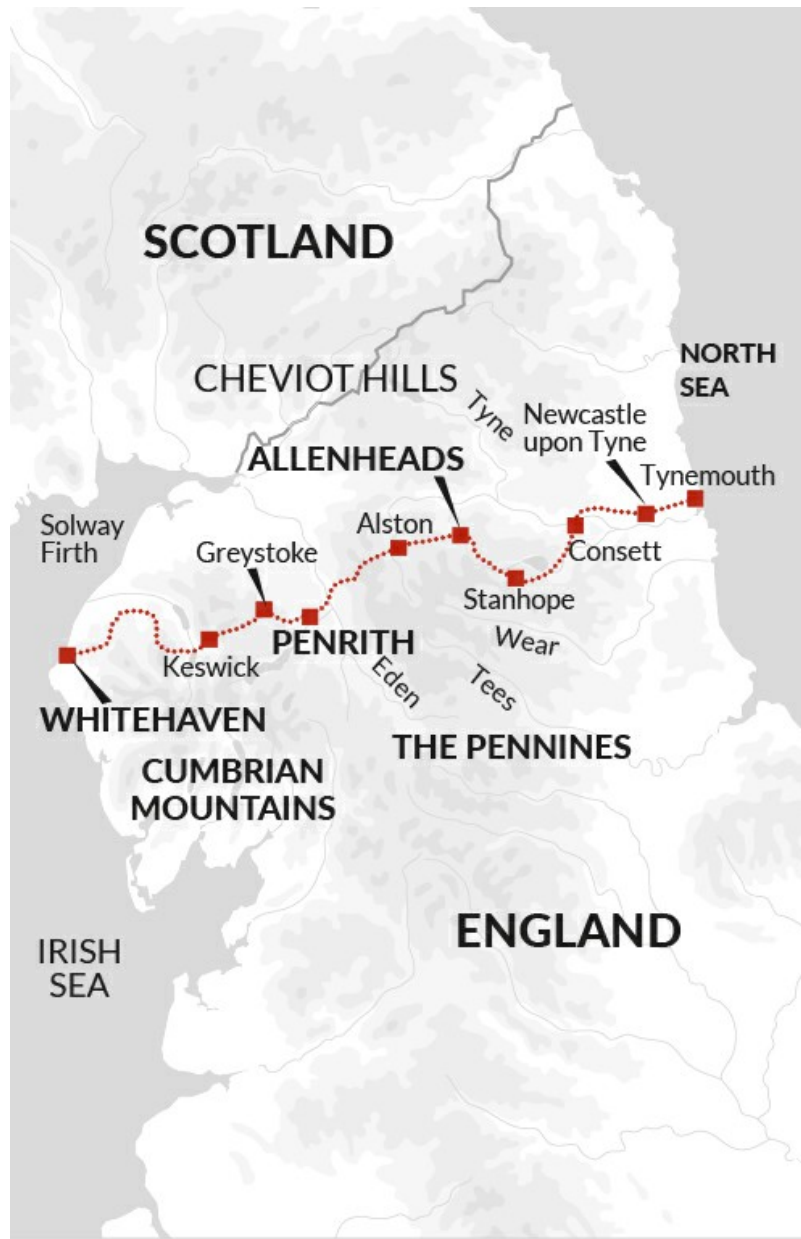 SCOTLAND
NORTH
SEA
CHEVIOT HILLS
Tyne
Newcastle
upon Tyne
ALLENHEADS
Tynemouth
Solway
Firth
Alston
Greystoke
Consett
Stanhope
PENRITH
Wear
Keswick
Eden
Tees
WHITEHAVEN
THE PENNINES
CUMBRIAN
MOUNTAINS
ENGLAND
IRISH
SEA